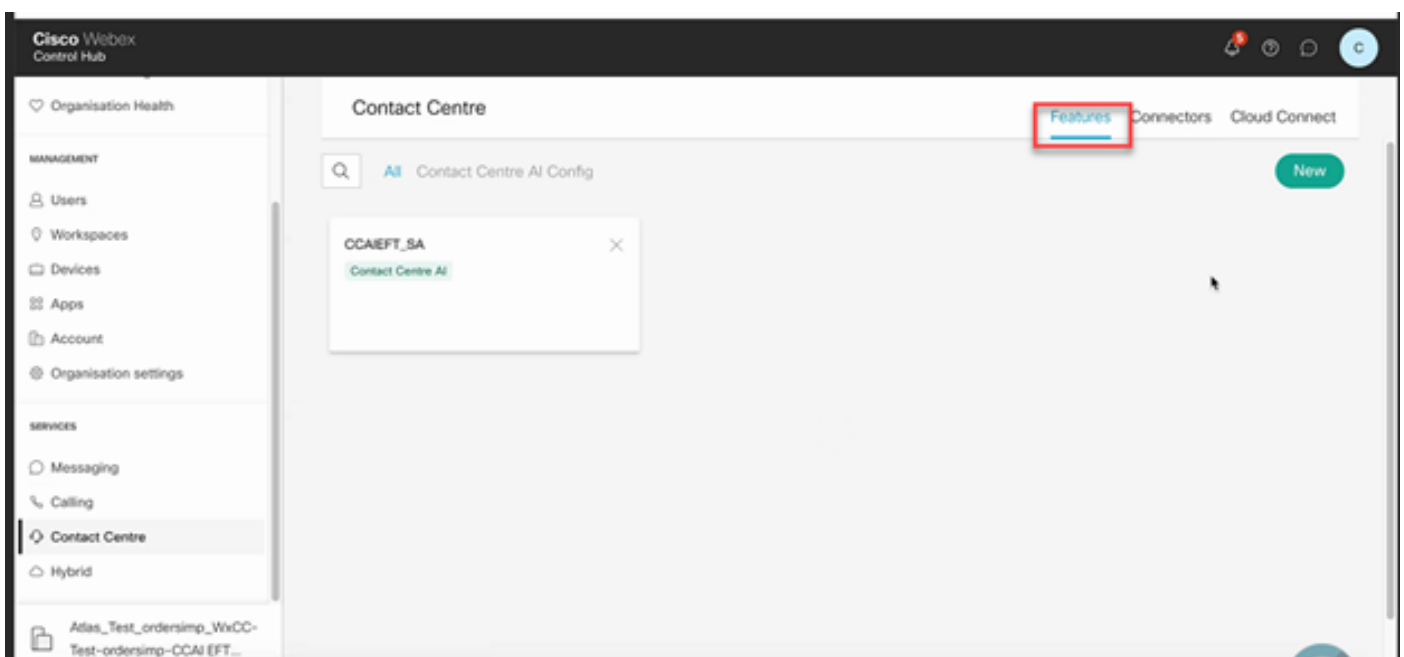 Cisco Webex
Control Hub
5
C
Organisation Health
MANAGEMENT
Users
Workspaces
Devices
Apps
Account
Organisation settings
SERVICES
Messaging
Calling
Contact Centre
Hybrid
Atlas_Test_ordersimp_WxCC-
Test-ordersimp-CCAI EFT...
Contact Centre
Features Connectors Cloud Connect
All Contact Centre AI Config
New
CCAIEFT_SA
Contact Centre AI